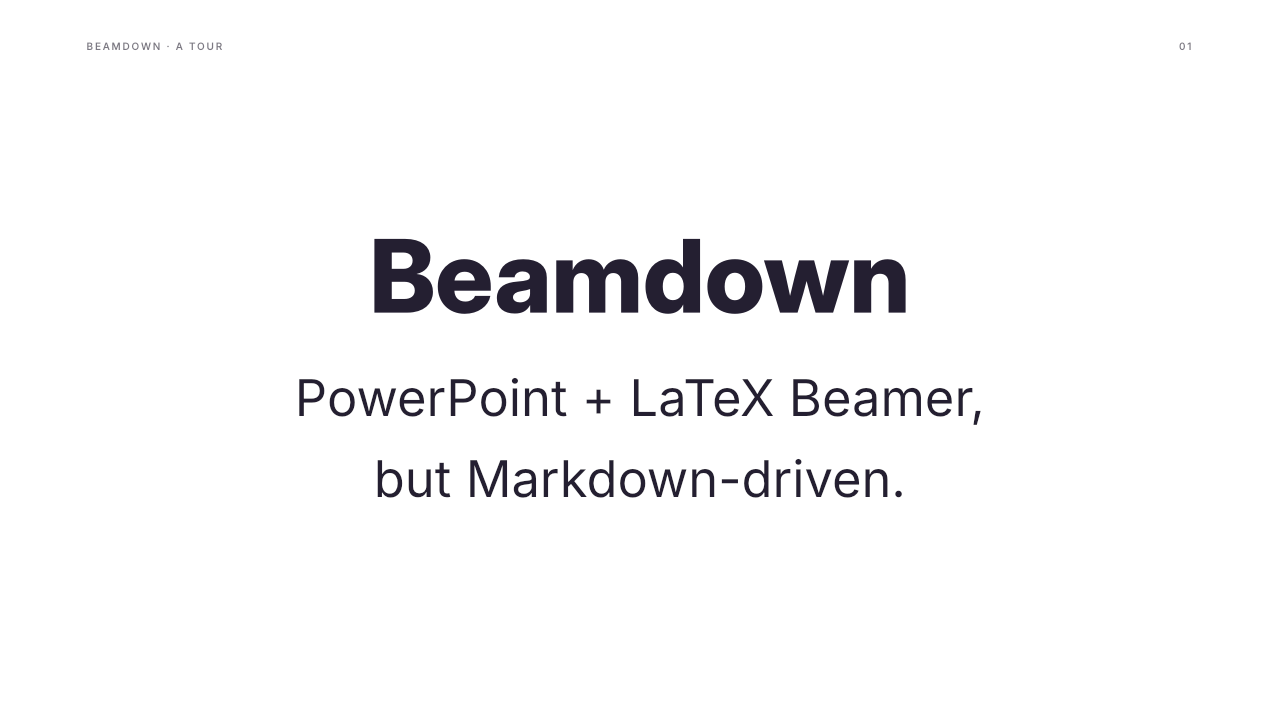 BEAMDOWN · A TOUR
01
Beamdown
PowerPoint + LaTeX Beamer,
but Markdown-driven.